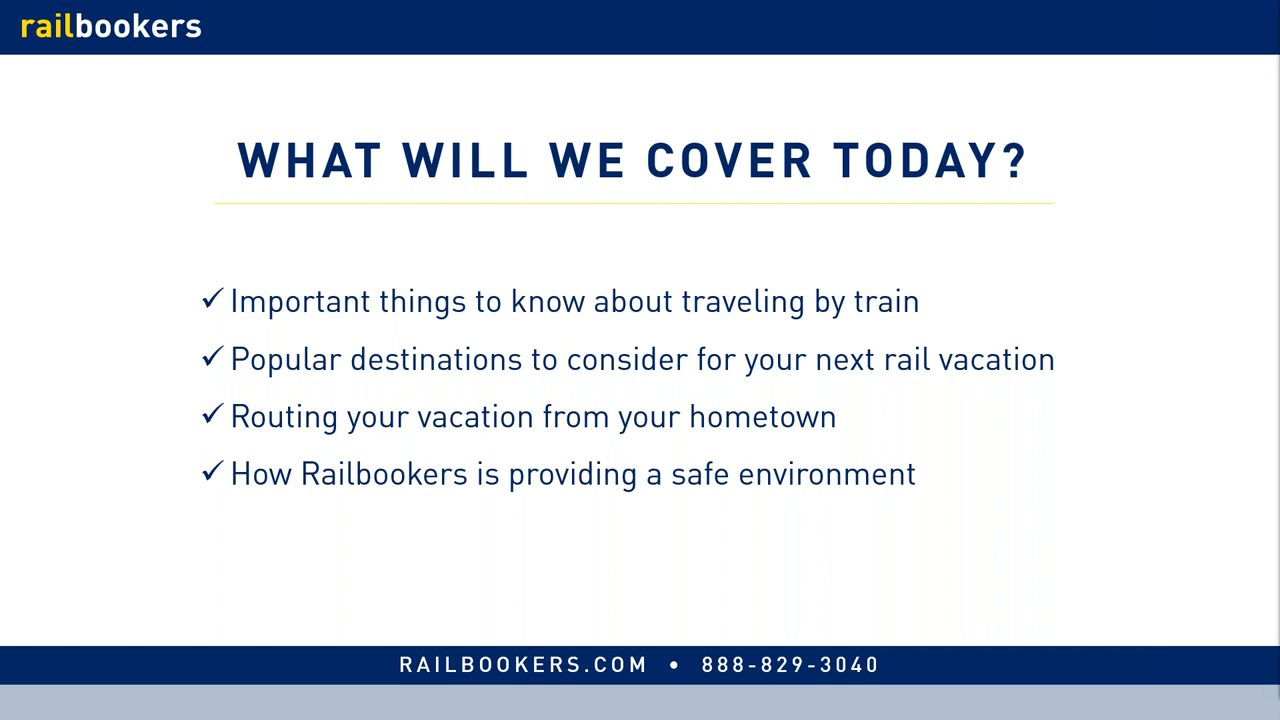 railbookers
WHAT WILL WE COVER TODAY?
✓ Important things to know about traveling by train
✓ Popular destinations to consider for your next rail vacation
✓ Routing your vacation from your hometown
✓ How Railbookers is providing a safe environment
RAILBOOKERS.COM • 888-829-3040